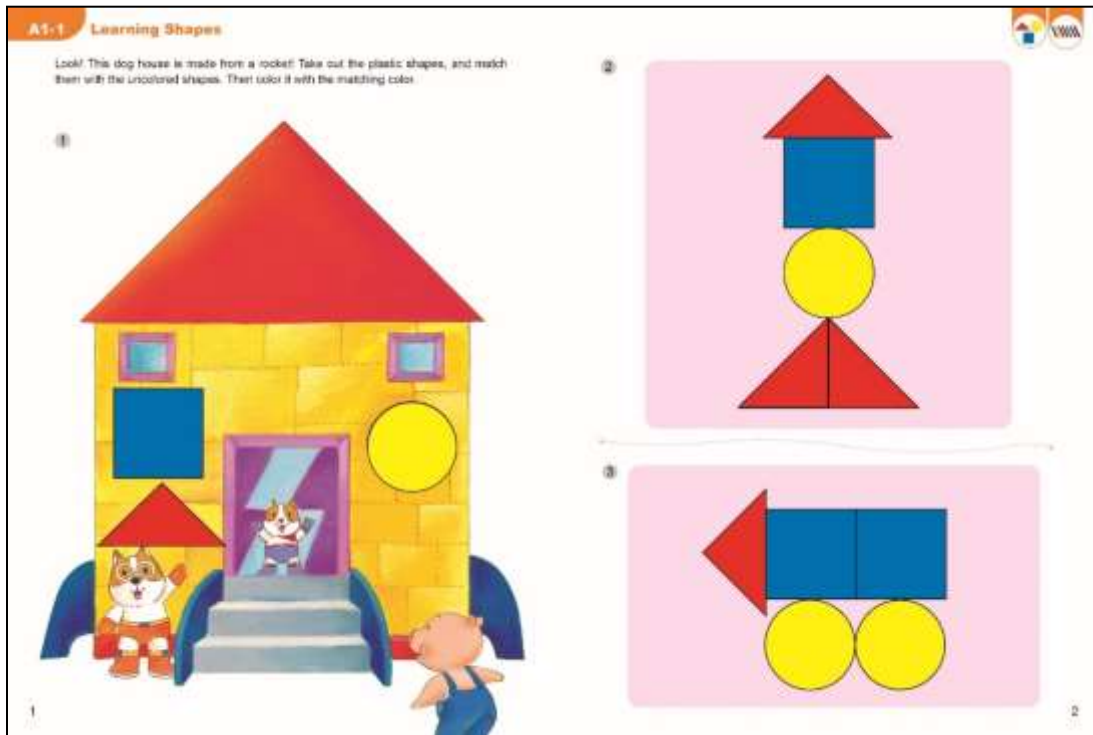 A1-1 Learning Shapes
Look! This dog house is made from a rocket! Take out the plastic shapes, and match
them with the uncolored shapes. Then color it with the matching color.
1
2
3
1
2